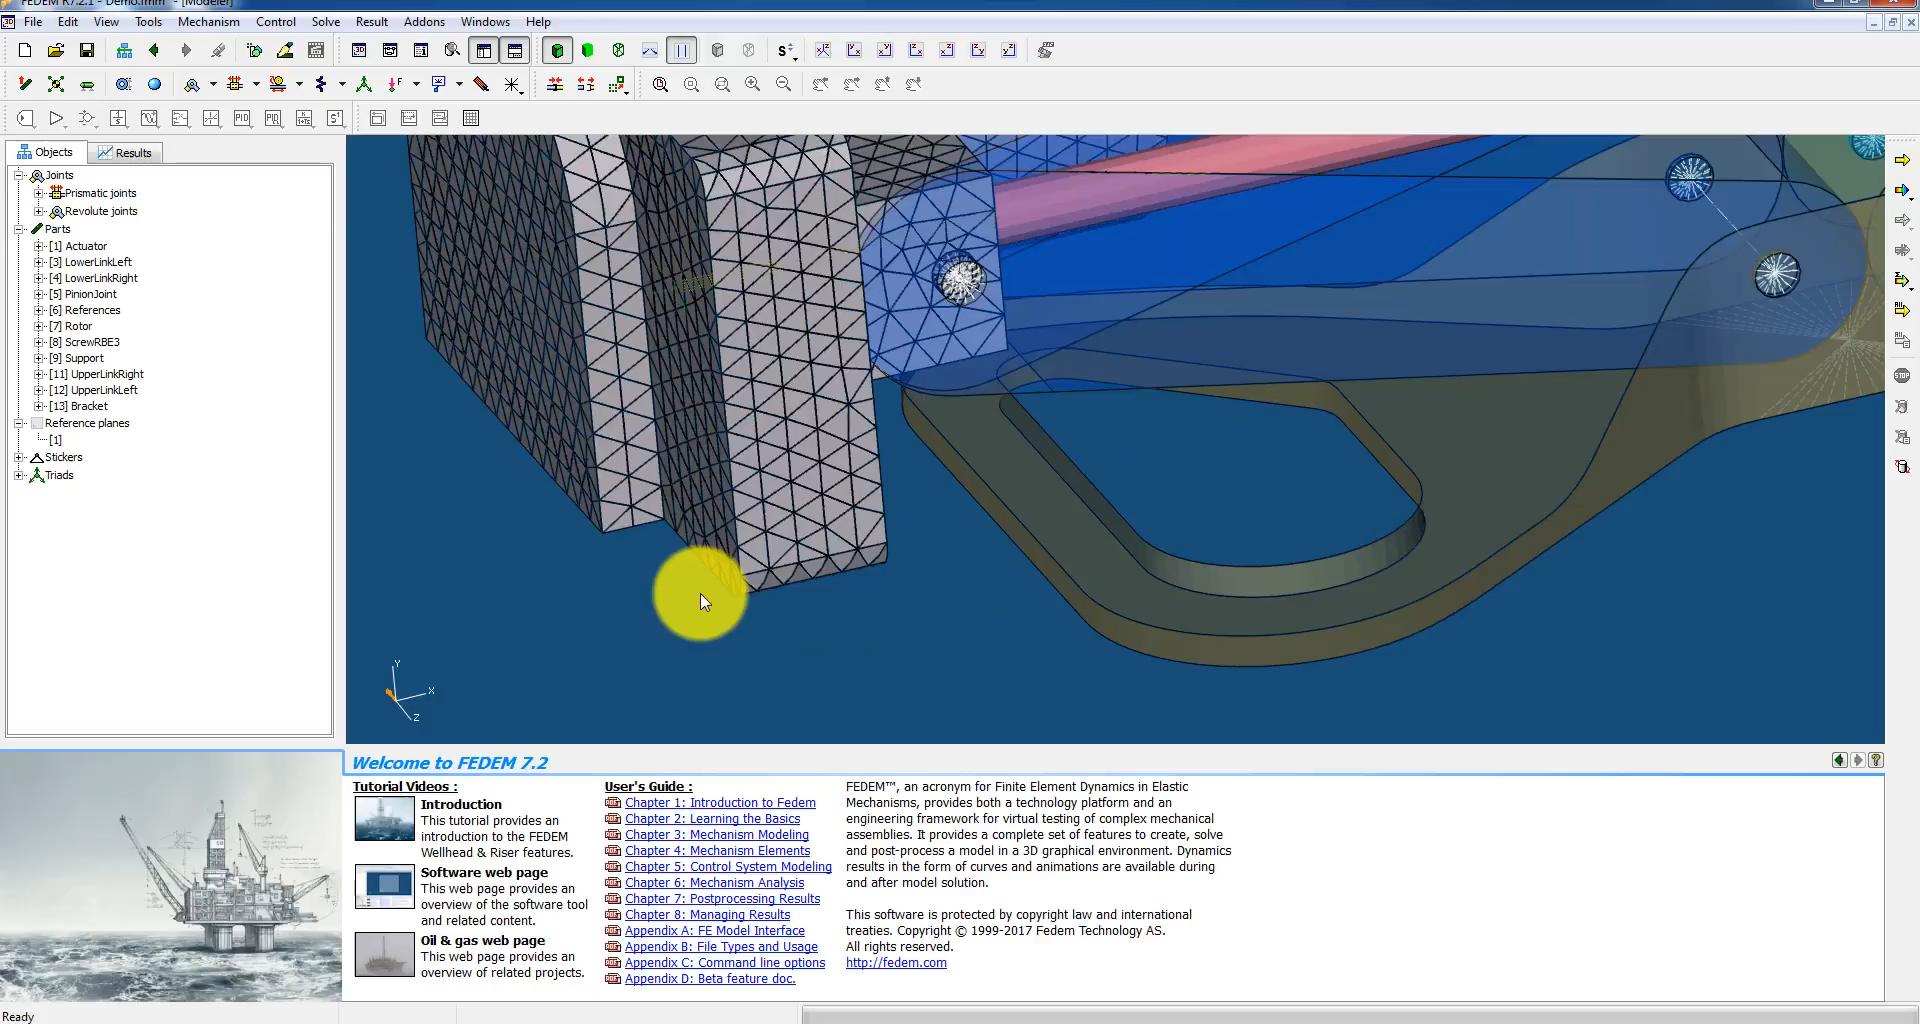 FEDEM R7.2.1 - Demo.fmm - [Modeler]
File Edit View Tools Mechanism Control Solve Result Addons Windows Help
Objects Results
Joints
Prismatic joints
Revolute joints
Parts
[1] Actuator
[3] LowerLinkLeft
[4] LowerLinkRight
[5] PinionJoint
[6] References
[7] Rotor
[8] ScrewRBE3
[9] Support
[11] UpperLinkRight
[12] UpperLinkLeft
[13] Bracket
Reference planes
[1]
Stickers
Triads
Y
X
Z
Welcome to FEDEM 7.2
Tutorial Videos :
Introduction
This tutorial provides an
introduction to the FEDEM
Wellhead & Riser features.
Software web page
This web page provides an
overview of the software tool
and related content.
Oil & gas web page
This web page provides an
overview of related projects.
User's Guide :
Chapter 1: Introduction to Fedem
Chapter 2: Learning the Basics
Chapter 3: Mechanism Modeling
Chapter 4: Mechanism Elements
Chapter 5: Control System Modeling
Chapter 6: Mechanism Analysis
Chapter 7: Postprocessing Results
Chapter 8: Managing Results
Appendix A: FE Model Interface
Appendix B: File Types and Usage
Appendix C: Command line options
Appendix D: Beta feature doc.
FEDEM™, an acronym for Finite Element Dynamics in Elastic
Mechanisms, provides both a technology platform and an
engineering framework for virtual testing of complex mechanical
assemblies. It provides a complete set of features to create, solve
and post-process a model in a 3D graphical environment. Dynamics
results in the form of curves and animations are available during
and after model solution.
This software is protected by copyright law and international
treaties. Copyright © 1999-2017 Fedem Technology AS.
All rights reserved.
http://fedem.com
Ready